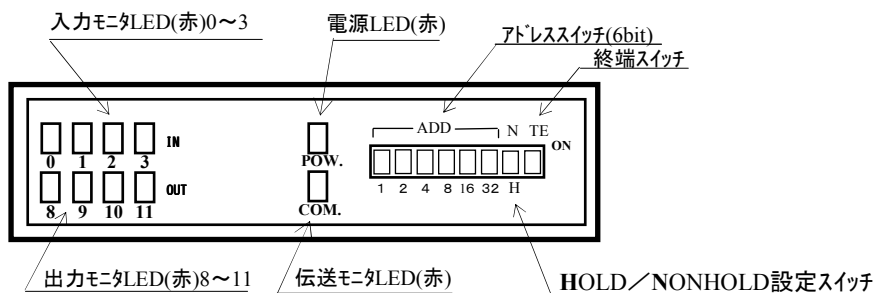 入力ﾓﾆﾀLED(赤)0～3
電源LED(赤)
ｱﾄﾞﾚｽｽｲｯﾁ(6bit)
終端ｽｲｯﾁ
ADD N TE
ON
0 1 2 3 IN
POW.
8 9 10 11 OUT
COM.
1 2 4 8 16 32 H
出力ﾓﾆﾀLED(赤)8～11
伝送ﾓﾆﾀLED(赤)
HOLD／NONHOLD設定ｽｲｯﾁ